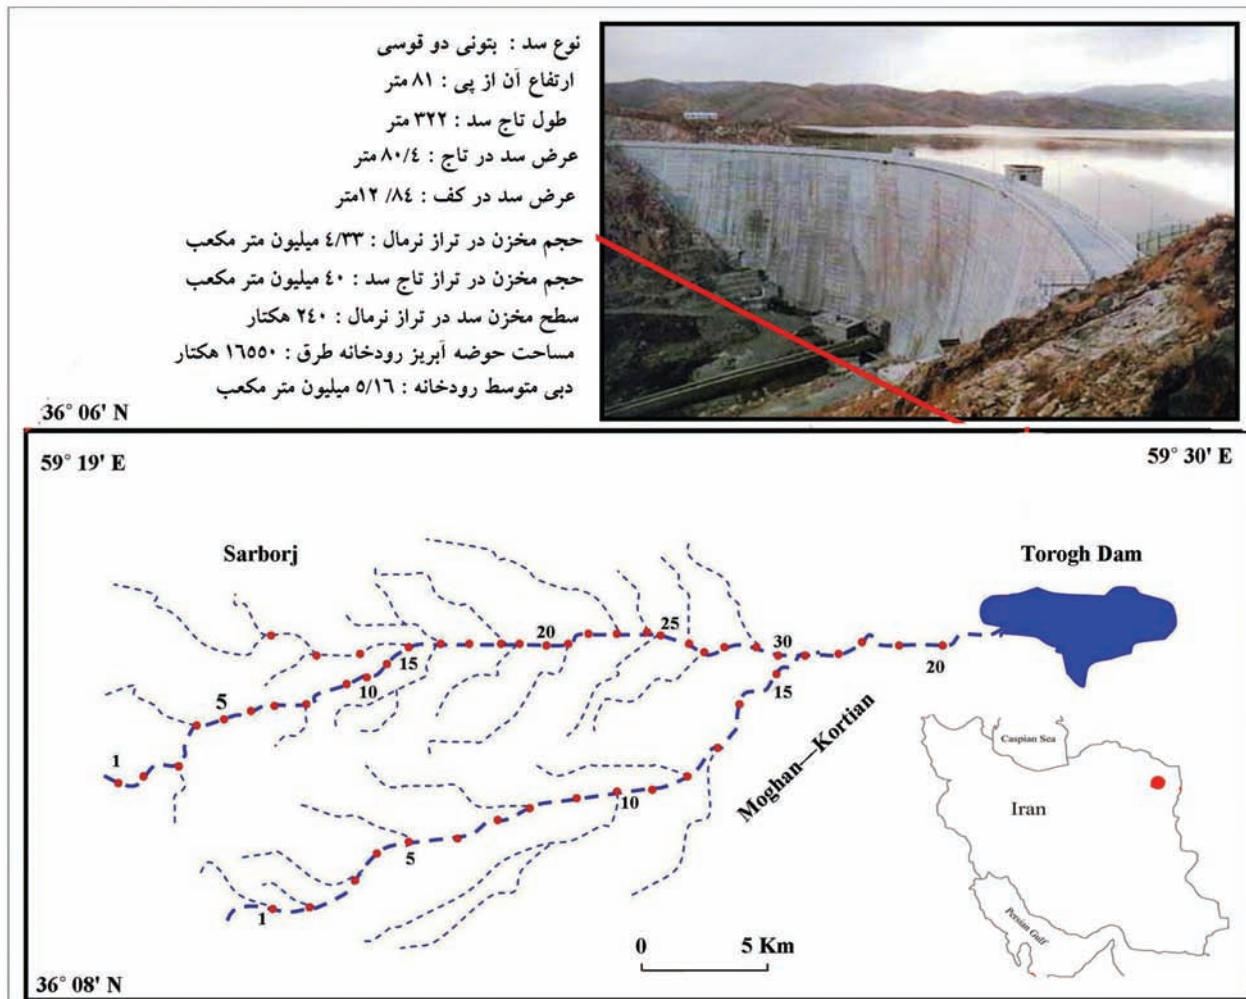 نوع سد : بتونی دو قوسی
ارتفاع آن از پی : ۸۱ متر
طول تاج سد : ۳۲۲ متر
عرض سد در تاج : ۸۰/٤ متر
عرض سد در کف : ۸٤/ ۱۲متر
حجم مخزن در تراز نرمال : ٤/۳۳ میلیون متر مکعب
حجم مخزن در تراز تاج سد : ٤۰ میلیون متر مکعب
سطح مخزن سد در تراز نرمال : ۲٤۰ هکتار
مساحت حوضه آبریز رودخانه طرق : ۱٦۵۵۰ هکتار
دبی متوسط رودخانه : ۵/۱٦ میلیون متر مکعب
36° 06' N
59° 19' E
59° 30' E
Sarborj
Torogh Dam
25
20
30
15
20
10
15
5
1
Moghan—Kortian
Caspian Sea
Iran
10
5
1
Persian Gulf
0
5 Km
36° 08' N